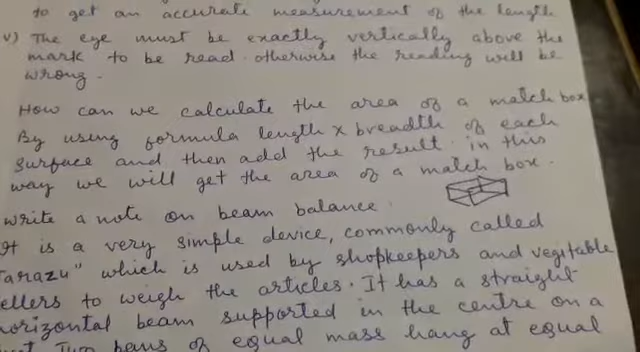 to get an accurate measurement of the length
v) The eye must be exactly vertically above the
mark to be read otherwise the reading will be
wrong.
How can we calculate the area of a match box
By using formula length x breadth of each
surface and then add the result in this
way we will get the area of a match box.
write a note on beam balance.
It is a very simple device, commonly called
arazu" which is used by shopkeepers and vegitable
ellers to weigh the articles. It has a straight
horizontal beam supported in the centre on a
Two pans of equal mass hang at equal